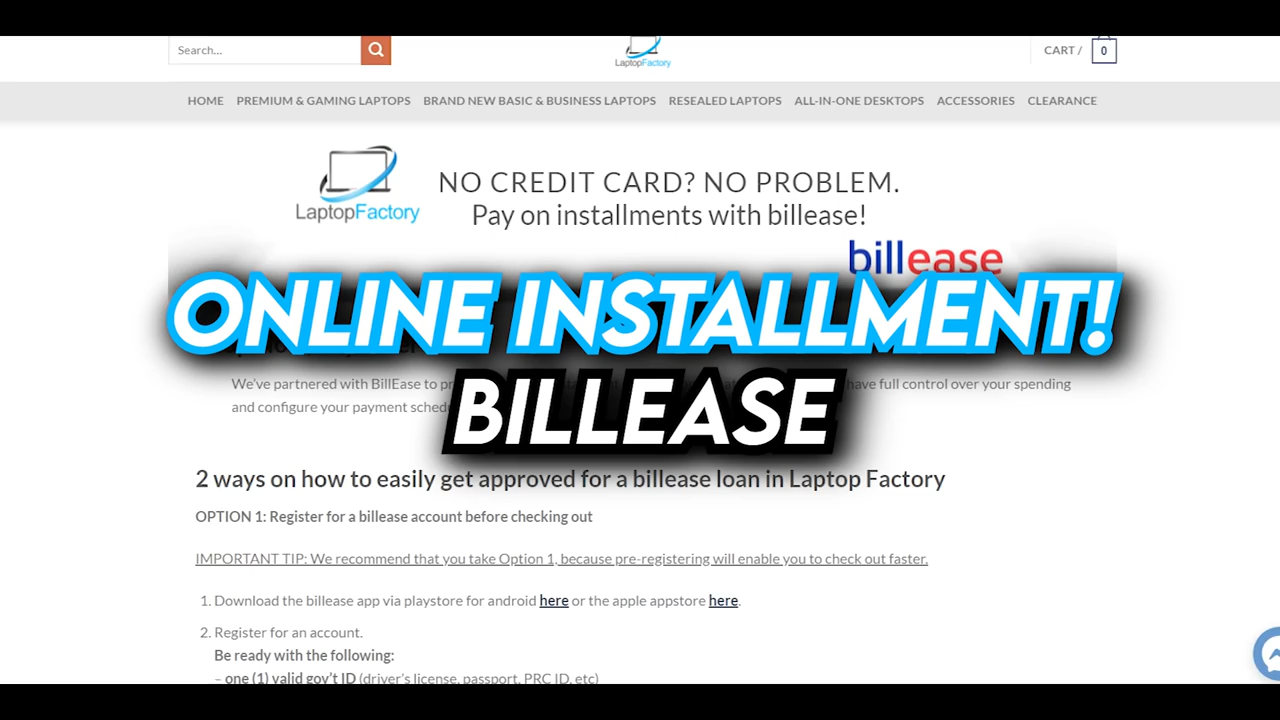 Search...
LaptopFactory
CART /
0
HOME PREMIUM & GAMING LAPTOPS BRAND NEW BASIC & BUSINESS LAPTOPS RESEALED LAPTOPS ALL-IN-ONE DESKTOPS ACCESSORIES CLEARANCE
LaptopFactory
NO CREDIT CARD? NO PROBLEM.
Pay on installments with billease!
billease
ONLINE INSTALLMENT!
We've partnered with BillEase to have full control over your spending
and configure your payment
BILLEASE
2 ways on how to easily get approved for a billease loan in Laptop Factory
OPTION 1: Register for a billease account before checking out
IMPORTANT TIP: We recommend that you take Option 1, because pre-registering will enable you to check out faster.
1. Download the billease app via playstore for android here or the apple appstore here.
2. Register for an account.
Be ready with the following:
– one (1) valid gov't ID (driver's license, passport, PRC ID, etc)